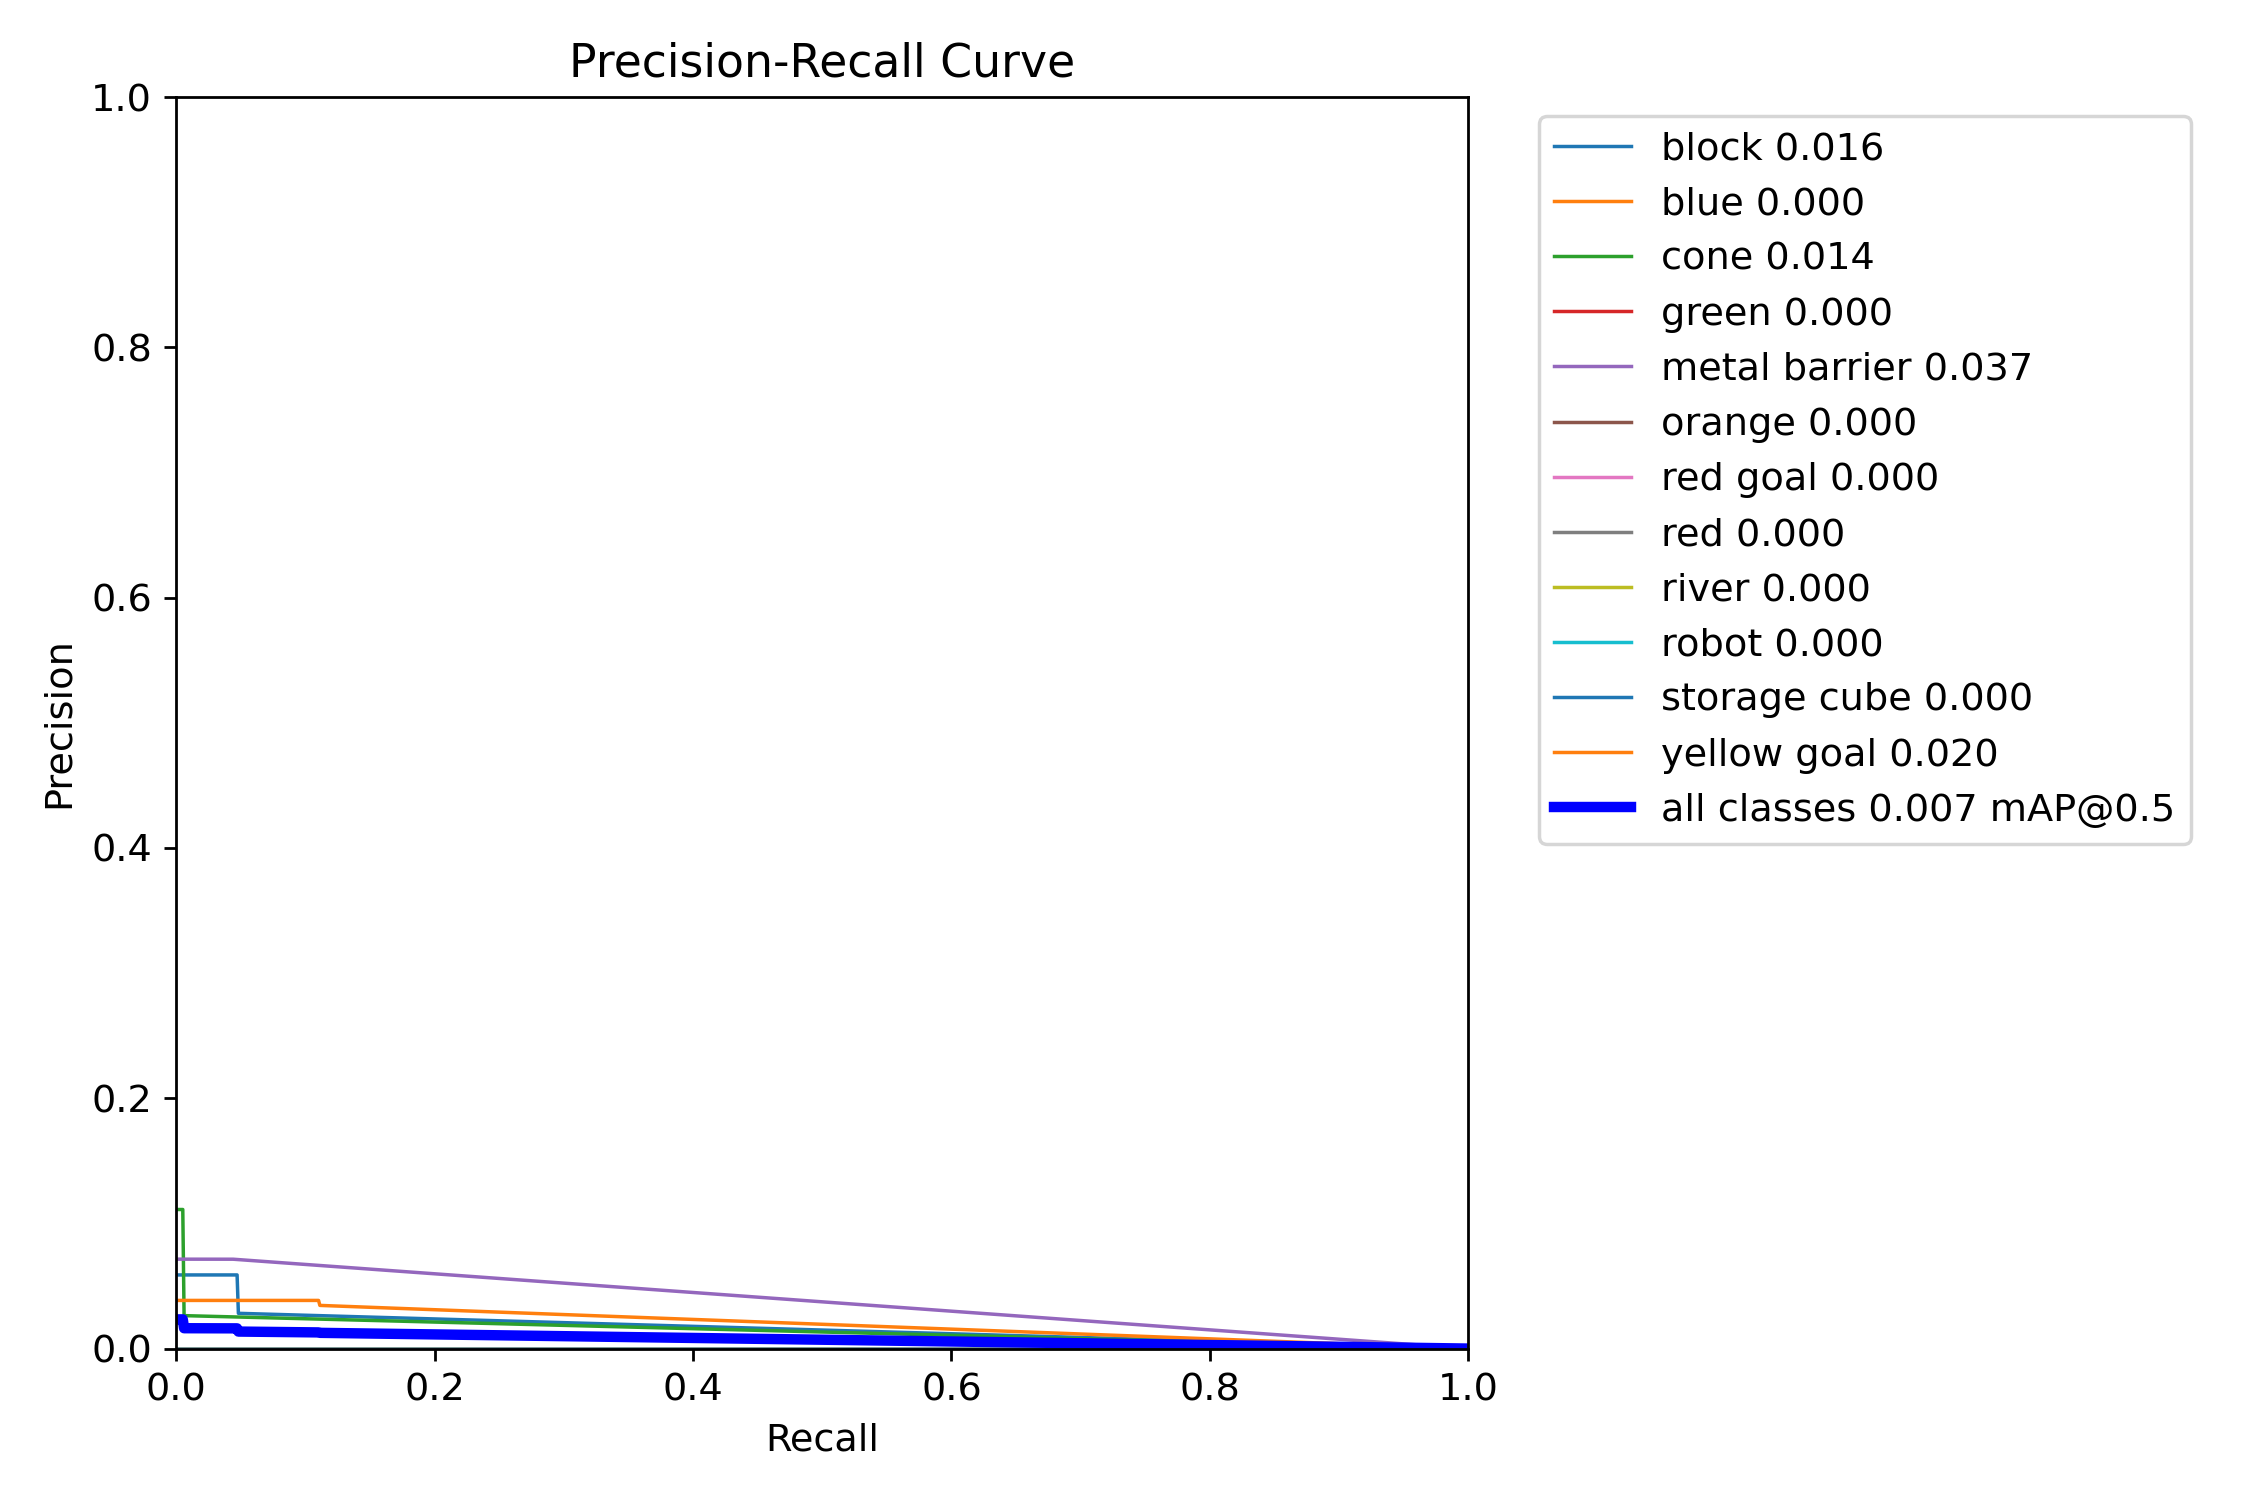 Precision-Recall Curve
1.0
0.8
0.6
0.4
0.2
0.0
Precision
0.0 0.2 0.4 0.6 0.8 1.0
Recall
block 0.016
blue 0.000
cone 0.014
green 0.000
metal barrier 0.037
orange 0.000
red goal 0.000
red 0.000
river 0.000
robot 0.000
storage cube 0.000
yellow goal 0.020
all classes 0.007 mAP@0.5